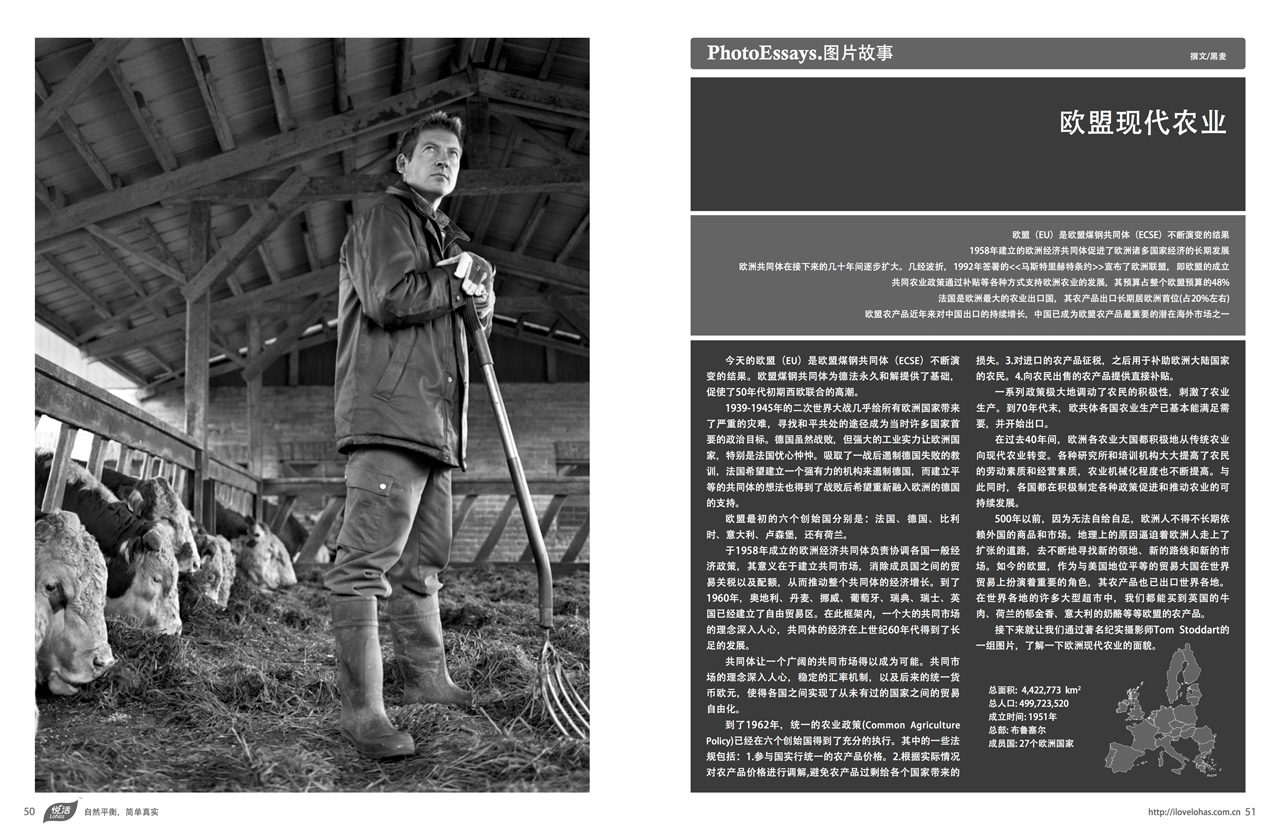 PhotoEssays.图片故事
撰文/黑麦
欧盟现代农业
欧盟（EU）是欧盟煤钢共同体（ECSE）不断演变的结果
1958年建立的欧洲经济共同体促进了欧洲诸多国家经济的长期发展
欧洲共同体在接下来的几十年间逐步扩大。几经波折，1992年签署的<<马斯特里赫特条约>>宣布了欧洲联盟，即欧盟的成立
共同农业政策通过补贴等各种方式支持欧洲农业的发展，其预算占整个欧盟预算的48%
法国是欧洲最大的农业出口国，其农产品出口长期居欧洲首位(占20%左右)
欧盟农产品近年来对中国出口的持续增长，中国已成为欧盟农产品最重要的潜在海外市场之一
今天的欧盟（EU）是欧盟煤钢共同体（ECSE）不断演
变的结果。欧盟煤钢共同体为德法永久和解提供了基础，
促使了50年代初期西欧联合的高潮。
1939-1945年的二次世界大战几乎给所有欧洲国家带来
了严重的灾难，寻找和平共处的途径成为当时许多国家首
要的政治目标。德国虽然战败，但强大的工业实力让欧洲国
家，特别是法国忧心忡忡。吸取了一战后遏制德国失败的教
训，法国希望建立一个强有力的机构来遏制德国，而建立平
等的共同体的想法也得到了战败后希望重新融入欧洲的德国
的支持。
欧盟最初的六个创始国分别是：法国、德国、比利
时、意大利、卢森堡，还有荷兰。
于1958年成立的欧洲经济共同体负责协调各国一般经
济政策，其意义在于建立共同市场，消除成员国之间的贸
易关税以及配额，从而推动整个共同体的经济增长。到了
1960年，奥地利、丹麦、挪威、葡萄牙、瑞典、瑞士、英
国已经建立了自由贸易区。在此框架内，一个大的共同市场
的理念深入人心，共同体的经济在上世纪60年代得到了长
足的发展。
共同体让一个广阔的共同市场得以成为可能。共同市
场的理念深入人心，稳定的汇率机制，以及后来的统一货
币欧元，使得各国之间实现了从未有过的国家之间的贸易
自由化。
到了1962年，统一的农业政策(Common Agriculture
Policy)已经在六个创始国得到了充分的执行。其中的一些法
规包括：1.参与国实行统一的农产品价格。2.根据实际情况
对农产品价格进行调解,避免农产品过剩给各个国家带来的
损失。3.对进口的农产品征税，之后用于补助欧洲大陆国家
的农民。4.向农民出售的农产品提供直接补贴。
一系列政策极大地调动了农民的积极性，刺激了农业
生产。到70年代末，欧共体各国农业生产已基本能满足需
要，并开始出口。
在过去40年间，欧洲各农业大国都积极地从传统农业
向现代农业转变。各种研究所和培训机构大大提高了农民
的劳动素质和经营素质，农业机械化程度也不断提高。与
此同时，各国都在积极制定各种政策促进和推动农业的可
持续发展。
500年以前，因为无法自给自足，欧洲人不得不长期依
赖外国的商品和市场。地理上的原因逼迫着欧洲人走上了
扩张的道路，去不断地寻找新的领地、新的路线和新的市
场。如今的欧盟，作为与美国地位平等的贸易大国在世界
贸易上扮演着重要的角色，其农产品也已出口世界各地。
在世界各地的许多大型超市中，我们都能买到英国的牛
肉、荷兰的郁金香、意大利的奶酪等等欧盟的农产品。
接下来就让我们通过著名纪实摄影师Tom Stoddart的
一组图片，了解一下欧洲现代农业的面貌。
总面积: 4,422,773 km²
总人口: 499,723,520
成立时间: 1951年
总部: 布鲁塞尔
成员国: 27个欧洲国家
50
悦活
Lohas
自然平衡，简单真实
http://ilovelohas.com.cn 51